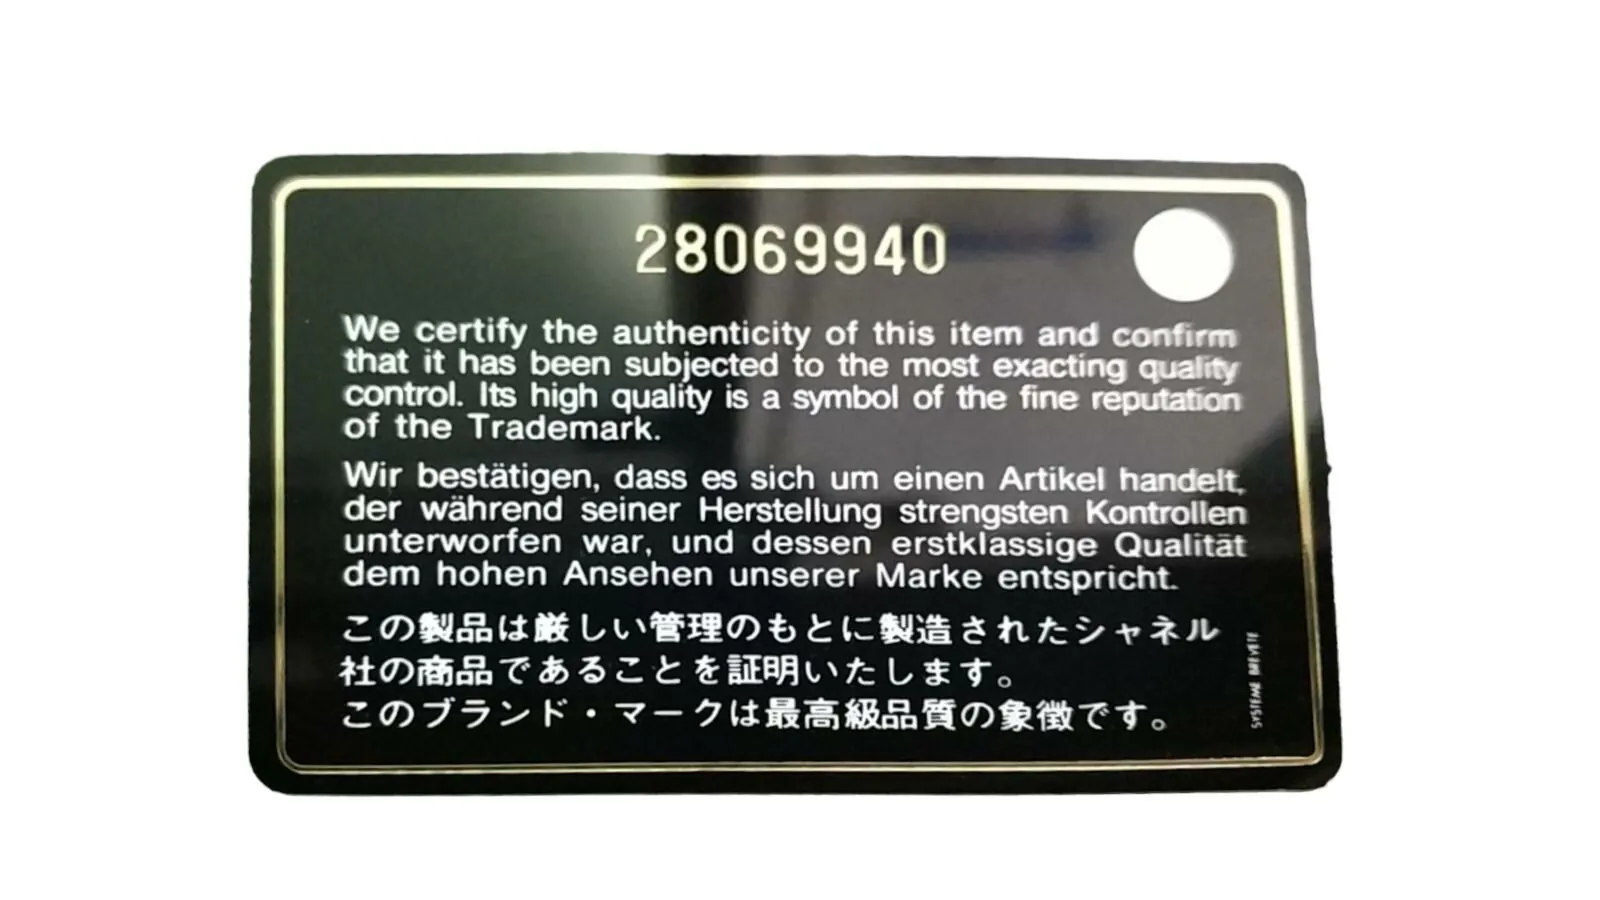 28069940
We certify the authenticity of this item and confirm
that it has been subjected to the most exacting quality
control. Its high quality is a symbol of the fine reputation
of the Trademark.
Wir bestätigen, dass es sich um einen Artikel handelt,
der während seiner Herstellung strengsten Kontrollen
unterworfen war, und dessen erstklassige Qualität
dem hohen Ansehen unserer Marke entspricht.
この製品は厳しい管理のもとに製造されたシャネル
社の商品であることを証明いたします。
このブランド・マークは最高級品質の象徴です。
SYSTEME BREVETE